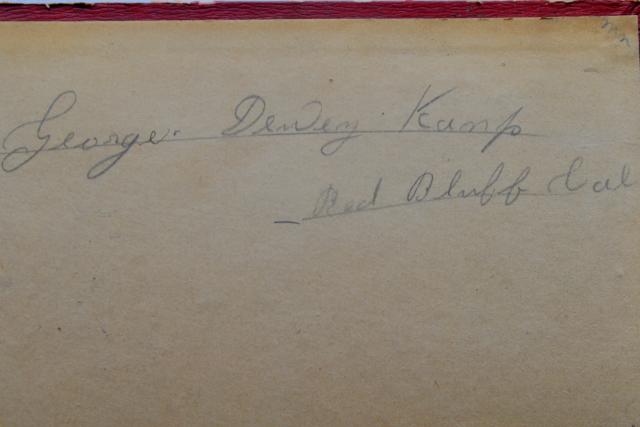 George Dewey Kamp
Red Bluff Cal